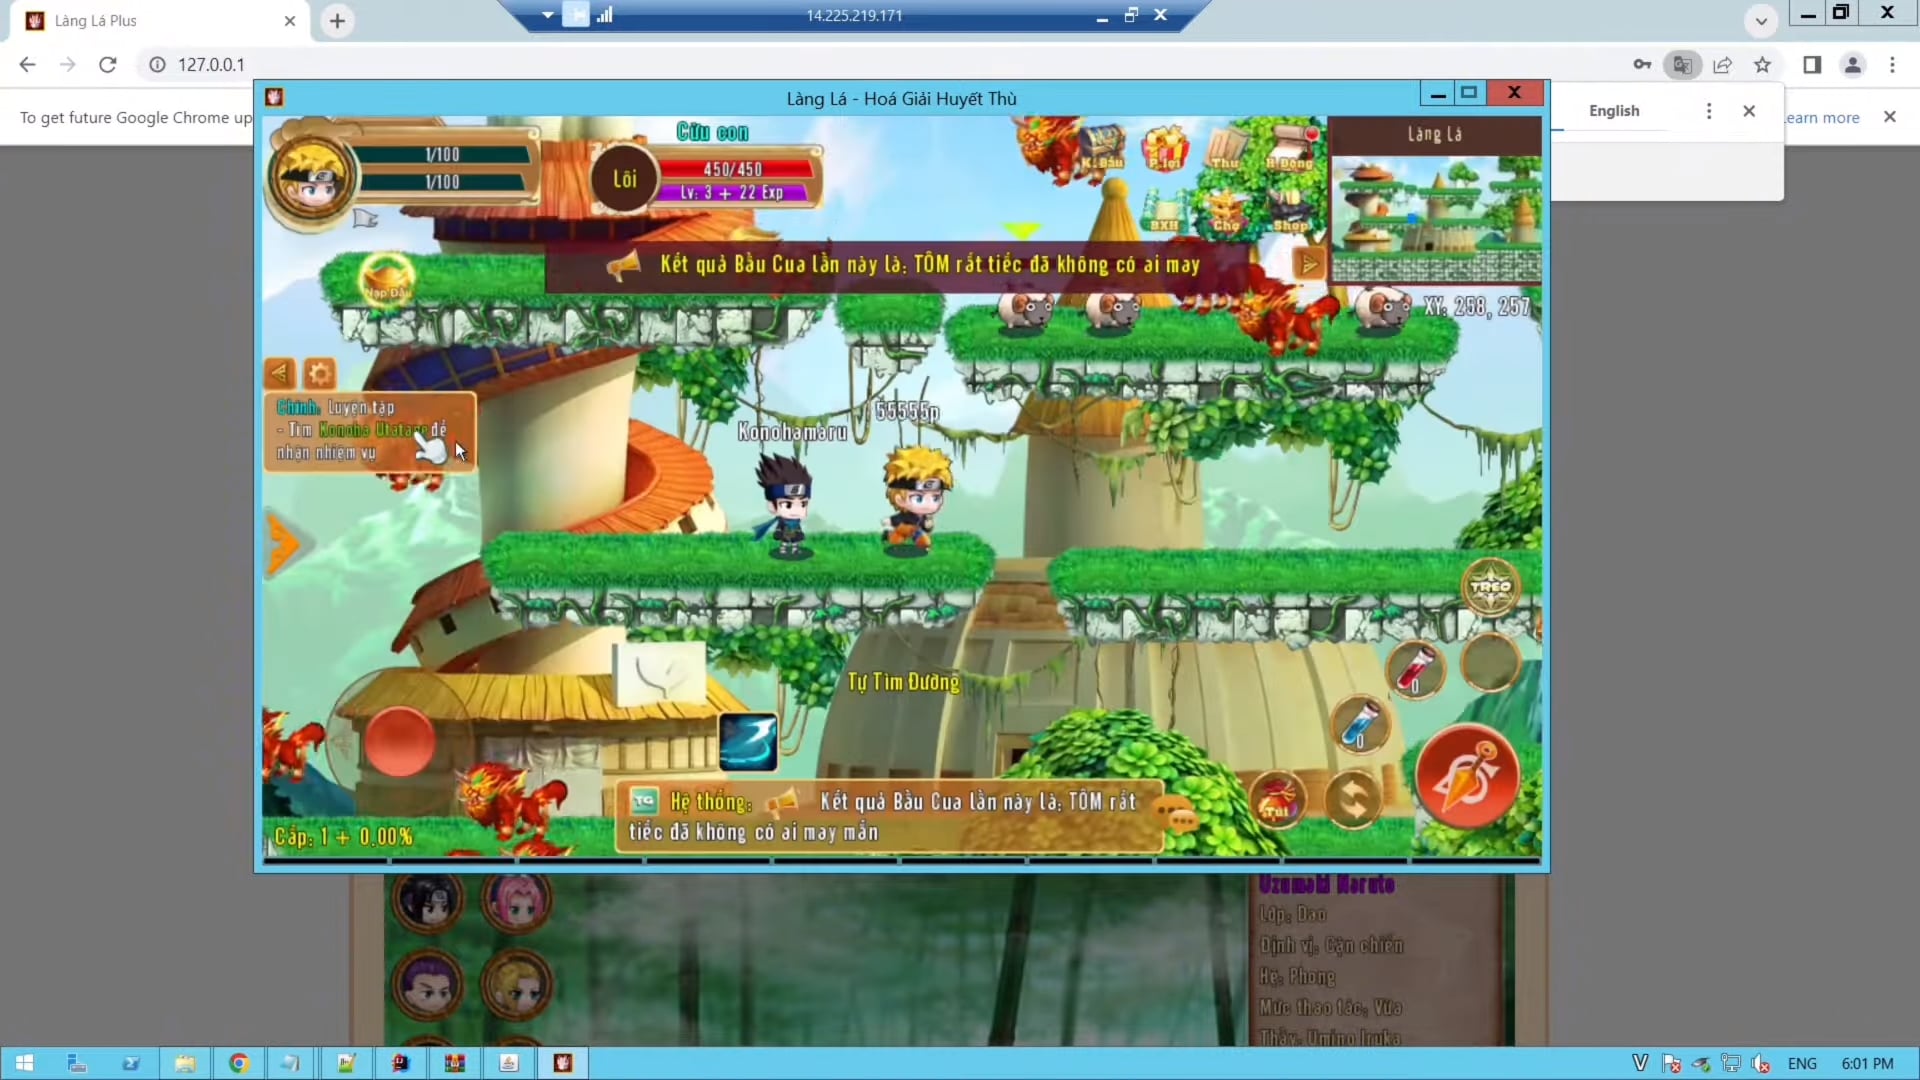 Làng Lá Plus
14.225.219.171
127.0.0.1
To get future Google Chrome up
English
earn more
Làng Lá - Hoá Giải Huyết Thù
1/100
1/100
Cừu con
Lôi
450/450
Lv: 3 + 22 Exp
K.Báu
P.lợi
Thư
H.Động
BXH
Chợ
Shop
Làng Lá
XY: 258, 257
Kết quả Bầu Cua lần này là: TÔM rất tiếc đã không có ai may
Nạp Đầu
Chính: Luyện tập
- Tìm Konoha Utatane để
nhận nhiệm vụ
55555p
Konohamaru
TREO
0
0
Tự Tìm Đường
TG Hệ thống: Kết quả Bầu Cua lần này là: TÔM rất
tiếc đã không có ai may mắn
Túi
Cấp: 1 + 0.00%
Uzumaki Naruto
Lớp: Dao
Định vị: Cận chiến
Hệ: Phong
Mức thao tác: Vừa
Thầy: Umino Iruka
V
ENG
6:01 PM